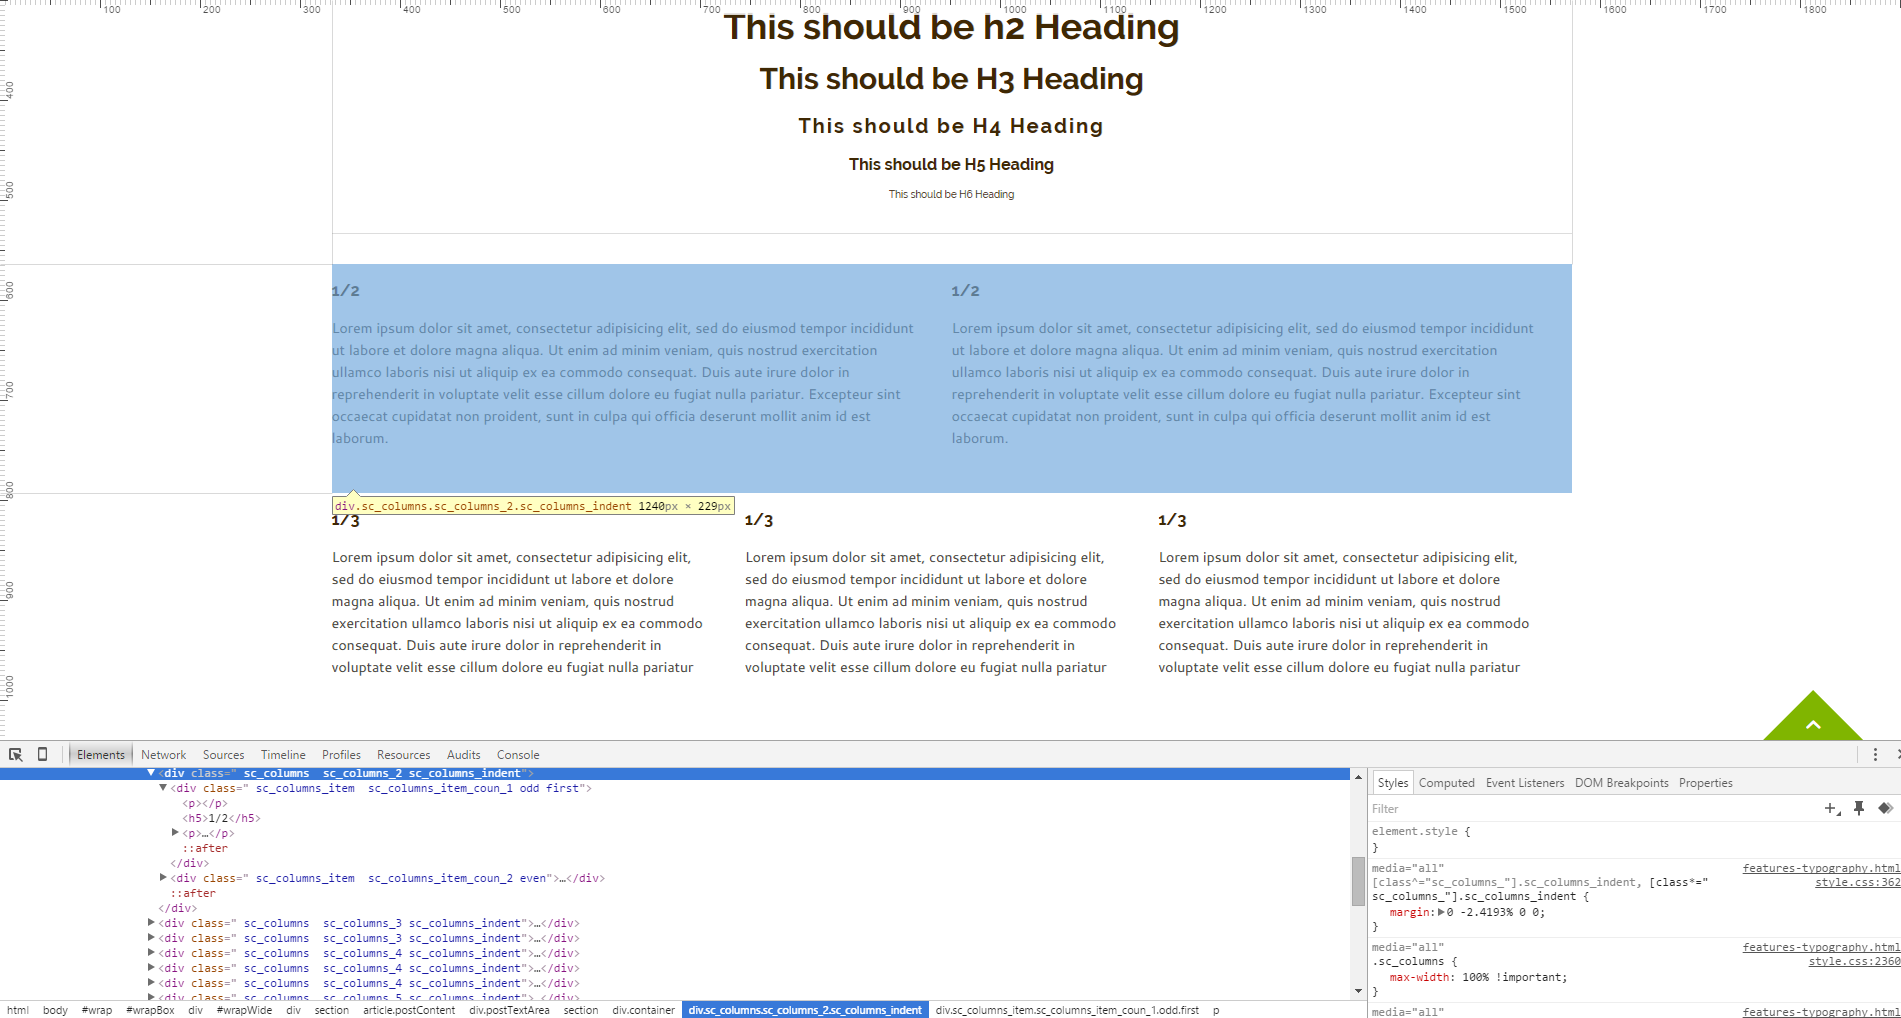 100 200 300 400 500 600 700 800 900 1000 1100 1200 1300 1400 1500 1600 1700 1800
400
500
600
700
800
900
1000
This should be h2 Heading
This should be H3 Heading
This should be H4 Heading
This should be H5 Heading
This should be H6 Heading
1/2
Lorem ipsum dolor sit amet, consectetur adipisicing elit, sed do eiusmod tempor incididunt
ut labore et dolore magna aliqua. Ut enim ad minim veniam, quis nostrud exercitation
ullamco laboris nisi ut aliquip ex ea commodo consequat. Duis aute irure dolor in
reprehenderit in voluptate velit esse cillum dolore eu fugiat nulla pariatur. Excepteur sint
occaecat cupidatat non proident, sunt in culpa qui officia deserunt mollit anim id est
laborum.
1/2
Lorem ipsum dolor sit amet, consectetur adipisicing elit, sed do eiusmod tempor incididunt
ut labore et dolore magna aliqua. Ut enim ad minim veniam, quis nostrud exercitation
ullamco laboris nisi ut aliquip ex ea commodo consequat. Duis aute irure dolor in
reprehenderit in voluptate velit esse cillum dolore eu fugiat nulla pariatur. Excepteur sint
occaecat cupidatat non proident, sunt in culpa qui officia deserunt mollit anim id est
laborum.
div.sc_columns.sc_columns_2.sc_columns_indent 1240px × 229px
1/3
Lorem ipsum dolor sit amet, consectetur adipisicing elit,
sed do eiusmod tempor incididunt ut labore et dolore
magna aliqua. Ut enim ad minim veniam, quis nostrud
exercitation ullamco laboris nisi ut aliquip ex ea commodo
consequat. Duis aute irure dolor in reprehenderit in
voluptate velit esse cillum dolore eu fugiat nulla pariatur
1/3
Lorem ipsum dolor sit amet, consectetur adipisicing elit,
sed do eiusmod tempor incididunt ut labore et dolore
magna aliqua. Ut enim ad minim veniam, quis nostrud
exercitation ullamco laboris nisi ut aliquip ex ea commodo
consequat. Duis aute irure dolor in reprehenderit in
voluptate velit esse cillum dolore eu fugiat nulla pariatur
1/3
Lorem ipsum dolor sit amet, consectetur adipisicing elit,
sed do eiusmod tempor incididunt ut labore et dolore
magna aliqua. Ut enim ad minim veniam, quis nostrud
exercitation ullamco laboris nisi ut aliquip ex ea commodo
consequat. Duis aute irure dolor in reprehenderit in
voluptate velit esse cillum dolore eu fugiat nulla pariatur
Elements Network Sources Timeline Profiles Resources Audits Console
<div class=" sc_columns  sc_columns_2 sc_columns_indent">
<div class=" sc_columns_item  sc_columns_item_coun_1 odd first">
<p></p>
<h5>1/2</h5>
<p>…</p>
::after
</div>
<div class=" sc_columns_item  sc_columns_item_coun_2 even">…</div>
::after
</div>
<div class=" sc_columns  sc_columns_3 sc_columns_indent">…</div>
<div class=" sc_columns  sc_columns_3 sc_columns_indent">…</div>
<div class=" sc_columns  sc_columns_4 sc_columns_indent">…</div>
<div class=" sc_columns  sc_columns_4 sc_columns_indent">…</div>
<div class=" sc_columns  sc_columns_4 sc_columns_indent">…</div>
<div class=" sc_columns  sc_columns_5 sc_columns_indent">…</div>
html body #wrap #wrapBox div #wrapWide div section article.postContent div.postTextArea section div.container div.sc_columns.sc_columns_2.sc_columns_indent div.sc_columns_item.sc_columns_item_coun_1.odd.first p
Styles Computed Event Listeners DOM Breakpoints Properties
Filter
element.style {
}
media="all" features-typography.html
[class^="sc_columns_"].sc_columns_indent, [class*=" style.css:362
sc_columns_"].sc_columns_indent {
margin: 0 -2.4193% 0 0;
}
media="all" features-typography.html
.sc_columns { style.css:2360
max-width: 100% !important;
}
media="all" features-typography.html